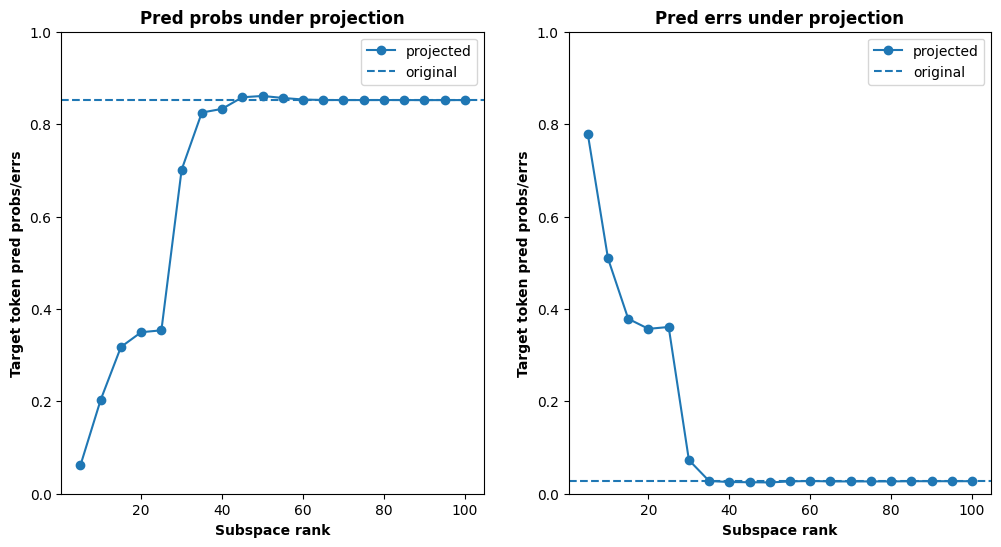 Pred probs under projection
Target token pred probs/errs
1.0
0.8
0.6
0.4
0.2
0.0
projected
original
20
40
60
80
100
Subspace rank
Pred errs under projection
Target token pred probs/errs
1.0
0.8
0.6
0.4
0.2
0.0
projected
original
20
40
60
80
100
Subspace rank